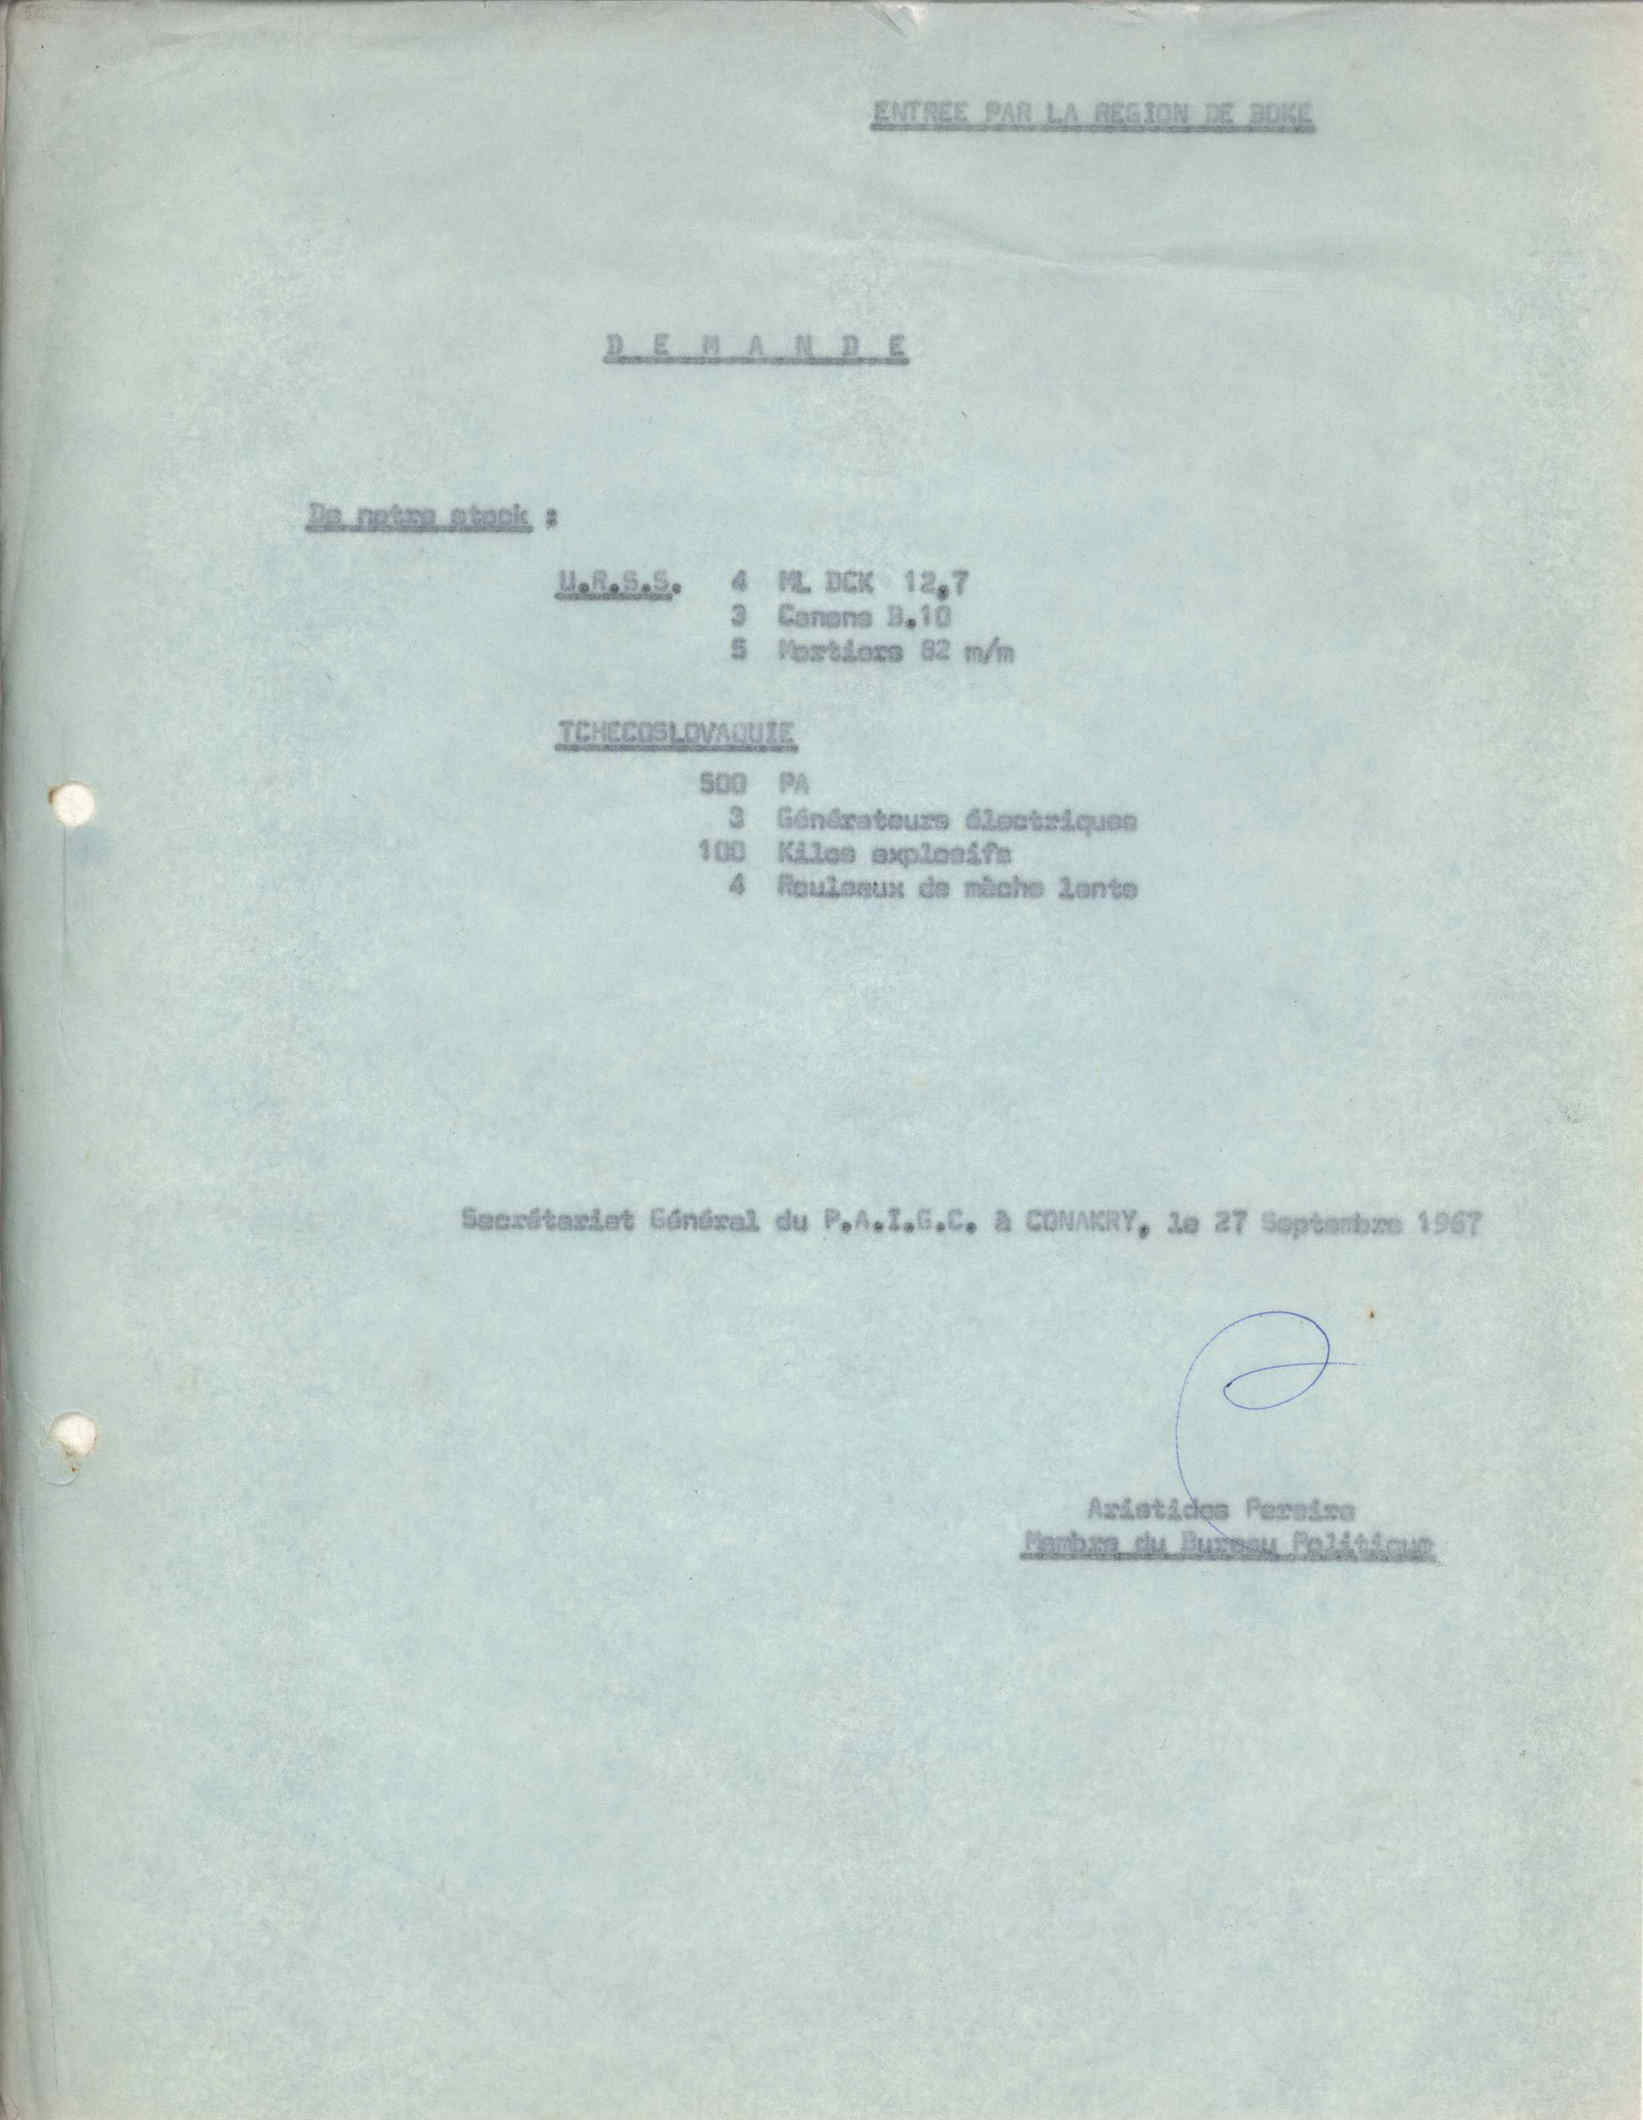 ENTREE PAR LA REGION DE BOKE
D E M A N D E
De notre stock :
U.R.S.S. 4 ML DCK 12,7
3 Canons B.10
5 Mortiers 82 m/m
TCHECOSLOVAQUIE
500 PA
3 Générateurs électriques
100 Kilos explosifs
4 Rouleaux de mèche lente
Secrétariat Général du P.A.I.G.C. à CONAKRY, le 27 Septembre 1967
Aristides Pereira
Membre du Bureau Politique